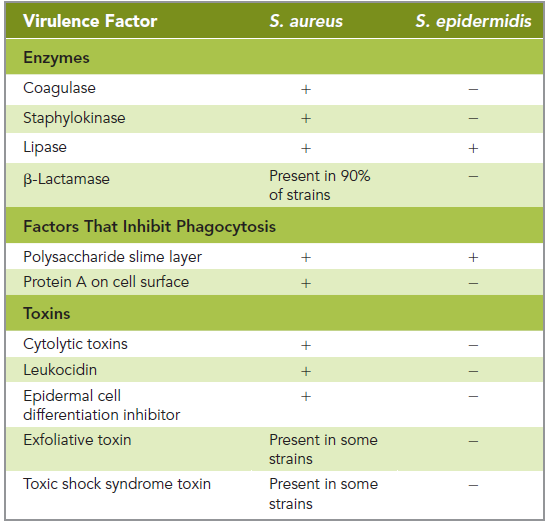 Virulence Factor S. aureus S. epidermidis
Enzymes
Coagulase + −
Staphylokinase + −
Lipase + +
β-Lactamase Present in 90% −
of strains
Factors That Inhibit Phagocytosis
Polysaccharide slime layer + +
Protein A on cell surface + −
Toxins
Cytolytic toxins + −
Leukocidin + −
Epidermal cell + −
differentiation inhibitor
Exfoliative toxin Present in some −
strains
Toxic shock syndrome toxin Present in some −
strains